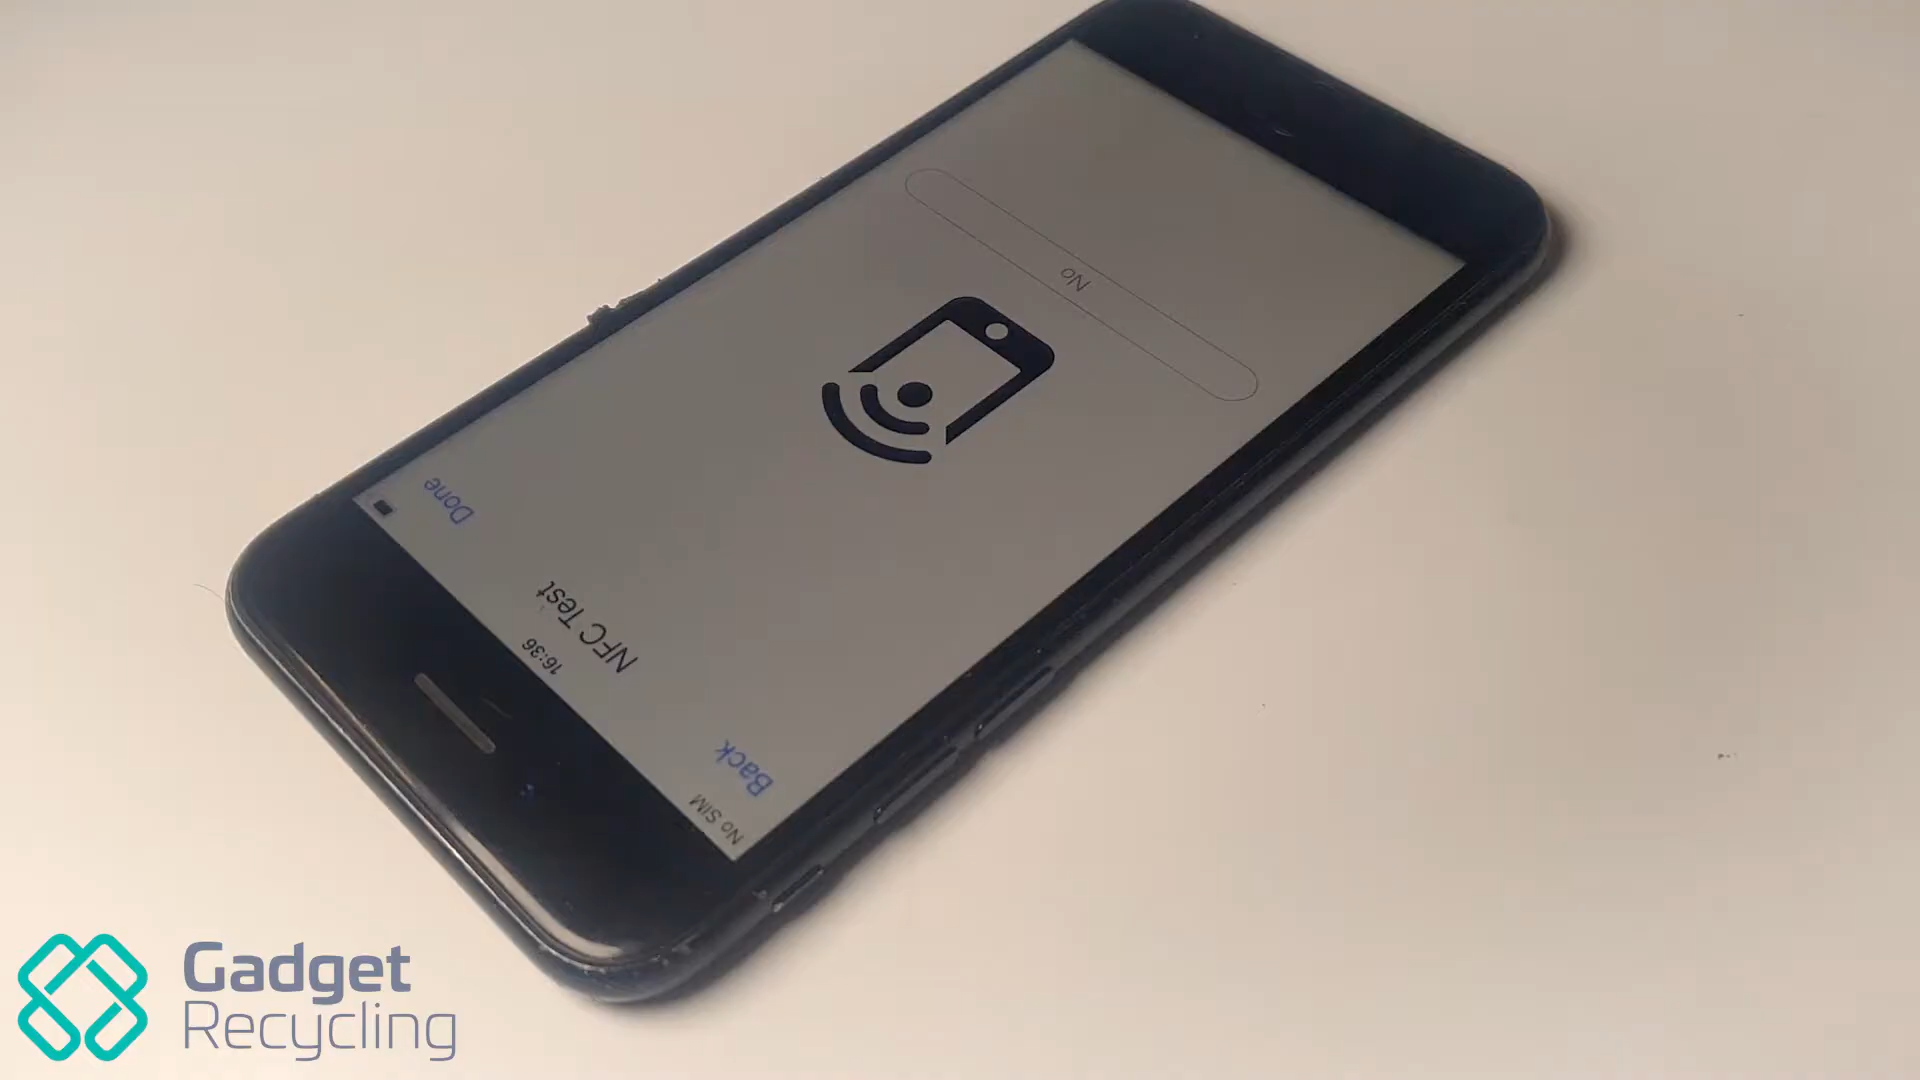 No SIM
16:36
Back
NFC Test
Done
No
Gadget
Recycling